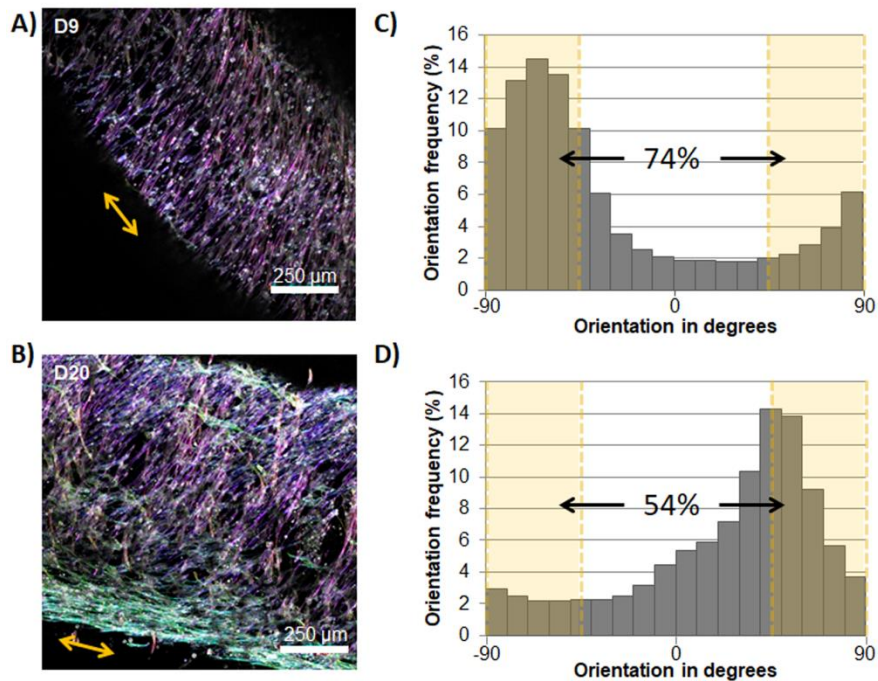 A)
D9
250 µm
C)
Orientation frequency (%)
16
14
12
10
8
6
4
2
0
74%
-90
0
90
Orientation in degrees
B)
D20
250 µm
D)
Orientation frequency (%)
16
14
12
10
8
6
4
2
0
54%
-90
0
90
Orientation in degrees